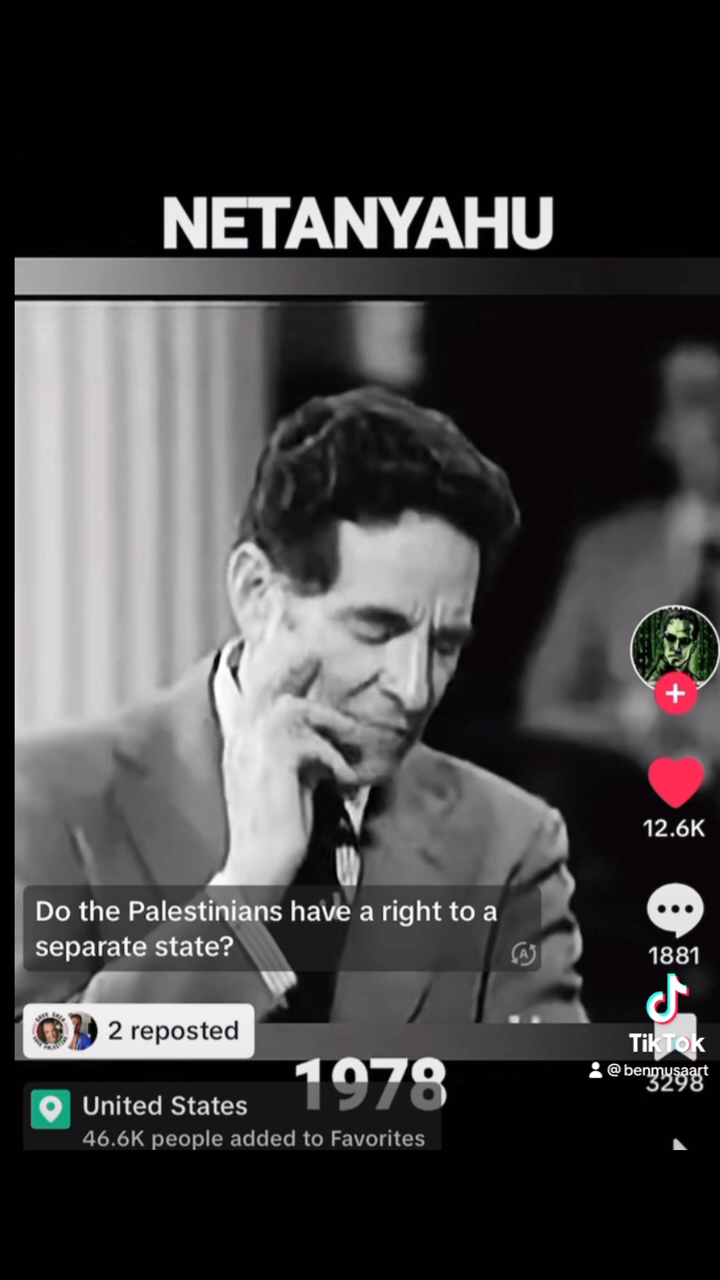 NETANYAHU
Do the Palestinians have a right to a
separate state?
12.6K
1881
2 reposted
TikTok
@benmusaart
3298
1978
United States
46.6K people added to Favorites